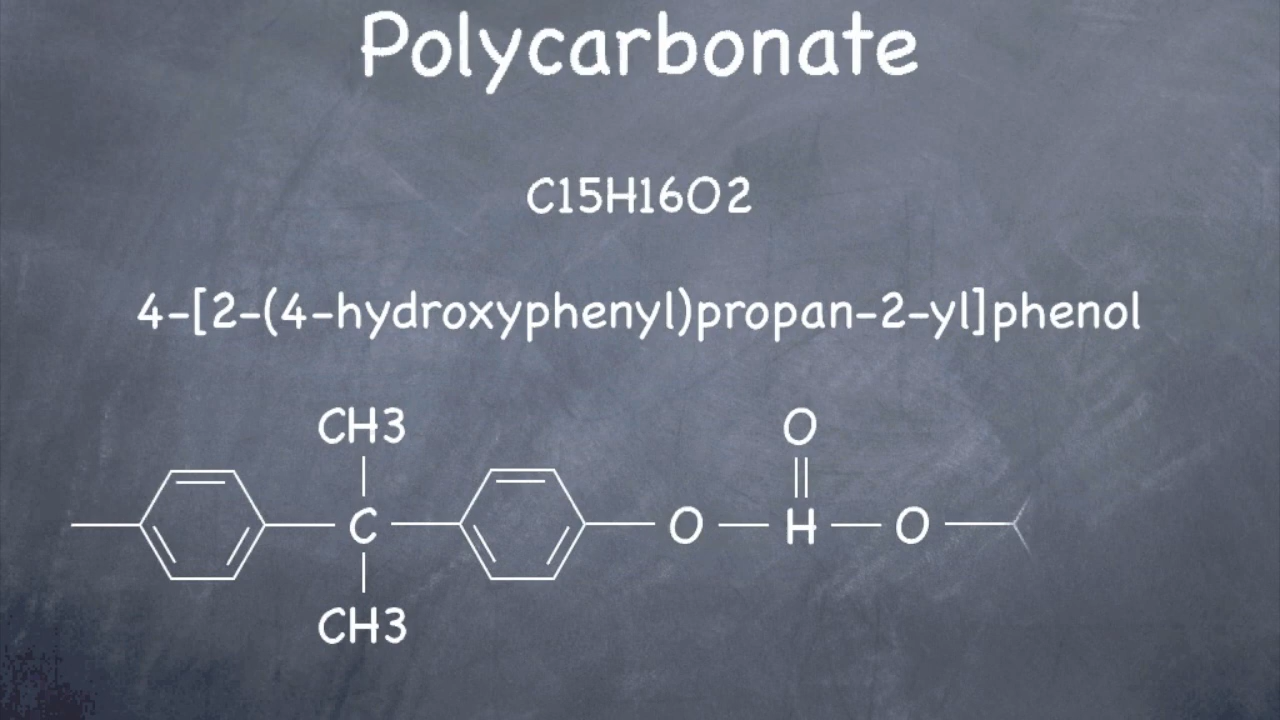 Polycarbonate
C15H16O2
4-[2-(4-hydroxyphenyl)propan-2-yl]phenol
CH3 O
C O H O
CH3